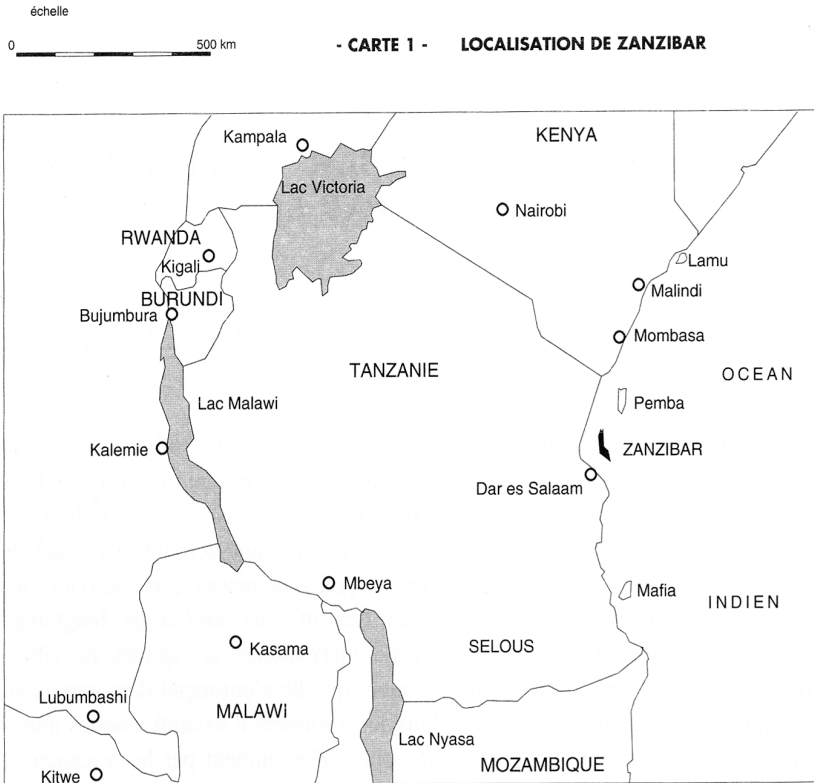 échelle
0 500 km
- CARTE 1 - LOCALISATION DE ZANZIBAR
Kampala
KENYA
Lac Victoria
Nairobi
RWANDA
Kigali
Lamu
BURUNDI
Malindi
Bujumbura
Mombasa
TANZANIE
OCEAN
Lac Malawi
Pemba
Kalemie
ZANZIBAR
Dar es Salaam
Mbeya
Mafia
INDIEN
Kasama
SELOUS
Lubumbashi
MALAWI
Lac Nyasa
MOZAMBIQUE
Kitwe